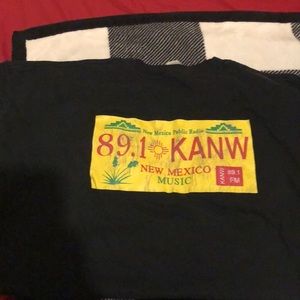 New Mexico Public Radio
89.1 KANW
NEW MEXICO
MUSIC
KANW
89.1
FM